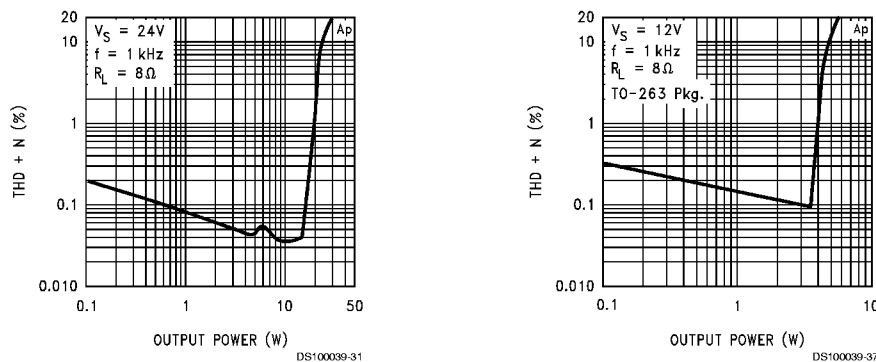 V_S = 24V
f = 1 kHz
R_L = 8Ω
Ap
20
10
1
0.1
0.010
THD + N (%)
0.1
1
10
50
OUTPUT POWER (W)
DS100039-31
V_S = 12V
f = 1 kHz
R_L = 8Ω
TO-263 Pkg.
Ap
20
10
1
0.1
0.010
THD + N (%)
0.1
1
10
OUTPUT POWER (W)
DS100039-37